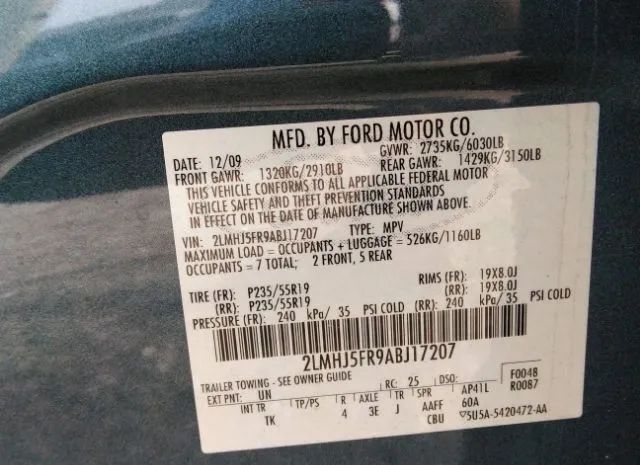 MFD. BY FORD MOTOR CO.
DATE: 12/09 GVWR: 2735KG/6030LB
FRONT GAWR: 1320KG/2910LB REAR GAWR: 1429KG/3150LB
THIS VEHICLE CONFORMS TO ALL APPLICABLE FEDERAL MOTOR
VEHICLE SAFETY AND THEFT PREVENTION STANDARDS
IN EFFECT ON THE DATE OF MANUFACTURE SHOWN ABOVE.
VIN: 2LMHJ5FR9ABJ17207 TYPE: MPV
MAXIMUM LOAD = OCCUPANTS + LUGGAGE = 526KG/1160LB
OCCUPANTS = 7 TOTAL; 2 FRONT, 5 REAR
TIRE (FR): P235/55R19 RIMS (FR): 19X8.0J
(RR): P235/55R19 (RR): 19X8.0J
PRESSURE (FR): 240 kPa/ 35 PSI COLD (RR): 240 kPa/ 35 PSI COLD
2LMHJ5FR9ABJ17207
TRAILER TOWING - SEE OWNER GUIDE
EXT PNT: UN RC: 25 DSO: F0048
R0087
INT TR TP/PS R AXLE TR SPR AP41L
TK 4 3E J AAFF 60A
CBU ▽5U5A-5420472-AA